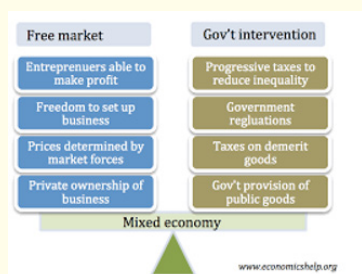 Free market
Gov't intervention
Entreprenuers able to
make profit
Progressive taxes to
reduce inequality
Freedom to set up
business
Government
regluations
Prices determined by
market forces
Taxes on demerit
goods
Private ownership of
business
Gov't provision of
public goods
Mixed economy
www.economicshelp.org